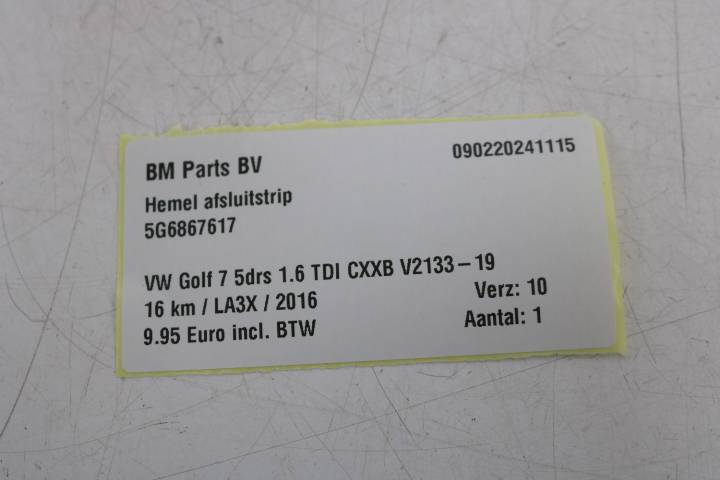 BM Parts BV
090220241115
Hemel afsluitstrip
5G6867617
VW Golf 7 5drs 1.6 TDI CXXB V2133-19
16 km / LA3X / 2016
Verz: 10
9.95 Euro incl. BTW
Aantal: 1